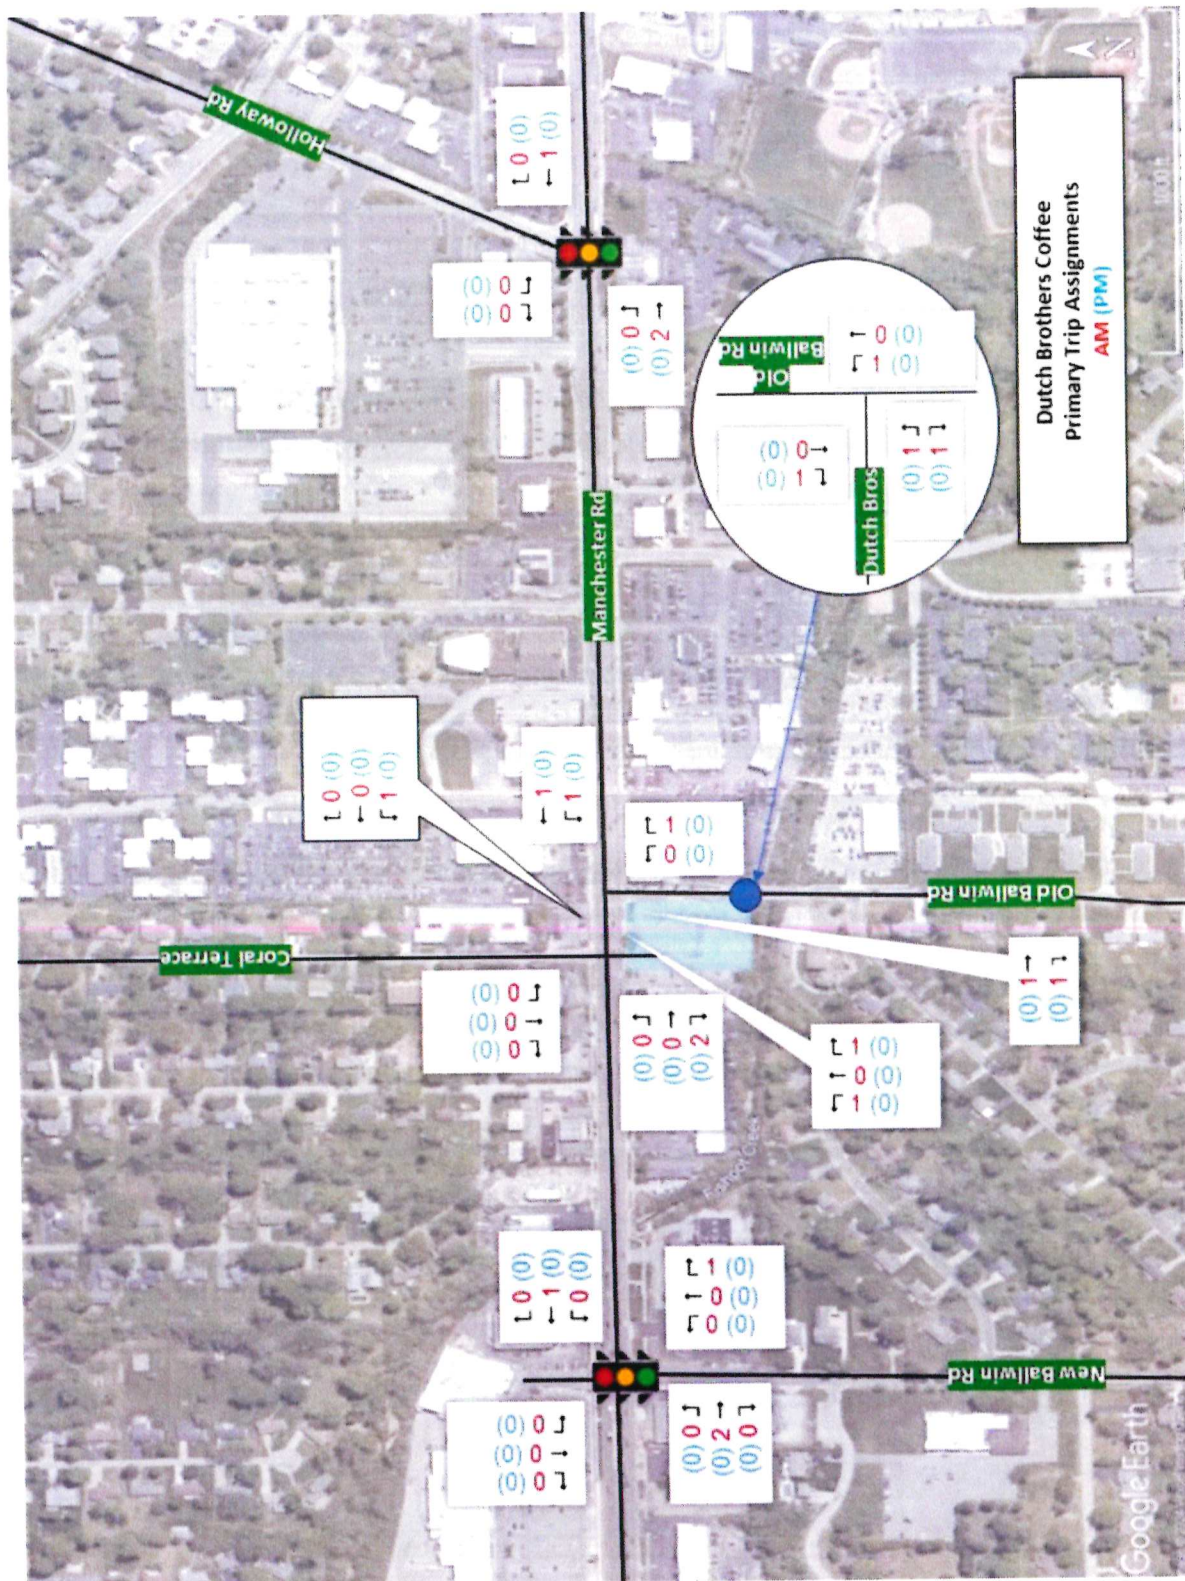 Holloway Rd
Coral Terrace
0 (0)
0 (0)
1 (0)
(0) (0) (0)
0 0 0
(0) (0) (0)
0 0 0
(0) (0)
0 0
0 (0)
1 (0)
0 (0)
1 (0)
1 (0)
0 (0)
1 (0)
Manchester Rd
(0) 0
(0) 2
(0) 0
0 0 1
(0) (0) (0)
(0) 0
(0) 0
(0) 2
0 1
(0) (0)
(0) 0
(0) 2
1 0 1
(0) (0) (0)
Old
Ballwin Rd
(0) (0)
1 0
Dutch Bros
1 0
(0) (0)
(0) 1
(0) 1
New Ballwin Rd
Old Ballwin Rd
(0) 1
(0) 1
Dutch Brothers Coffee
Primary Trip Assignments
AM (PM)
N
Google Earth